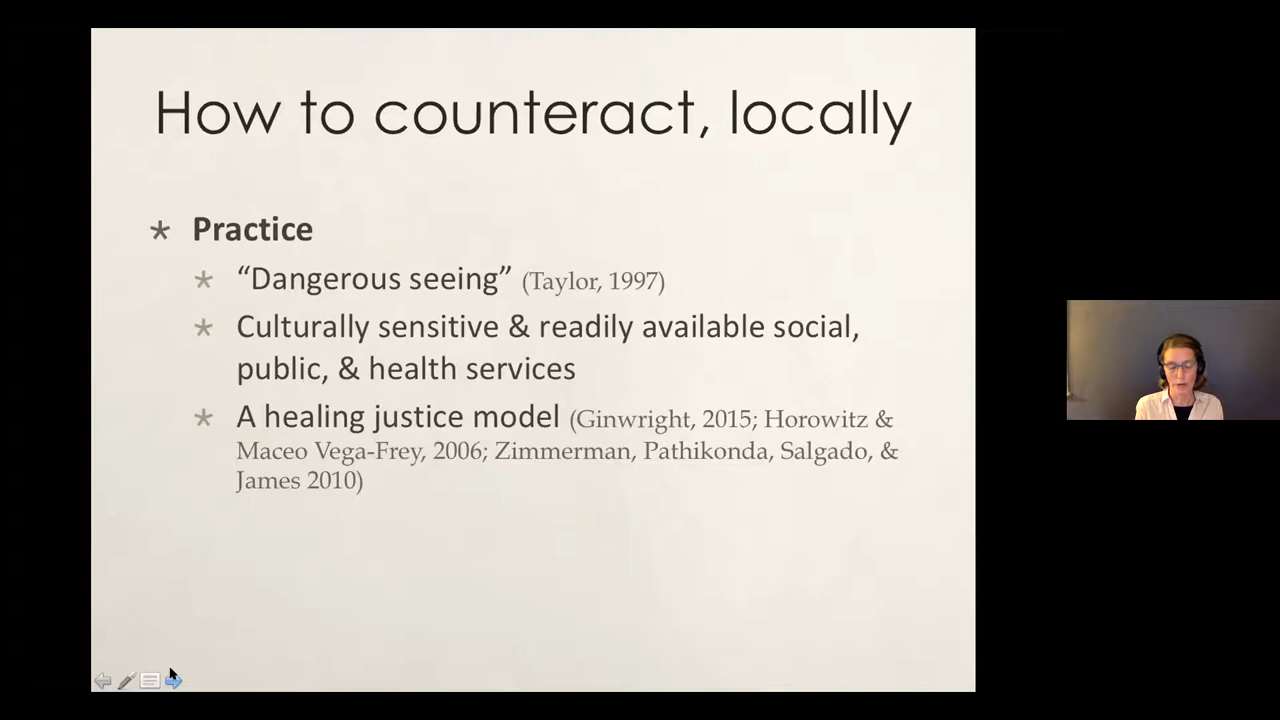 How to counteract, locally
* Practice
* “Dangerous seeing” (Taylor, 1997)
* Culturally sensitive & readily available social,
public, & health services
* A healing justice model (Ginwright, 2015; Horowitz &
Maceo Vega-Frey, 2006; Zimmerman, Pathikonda, Salgado, &
James 2010)